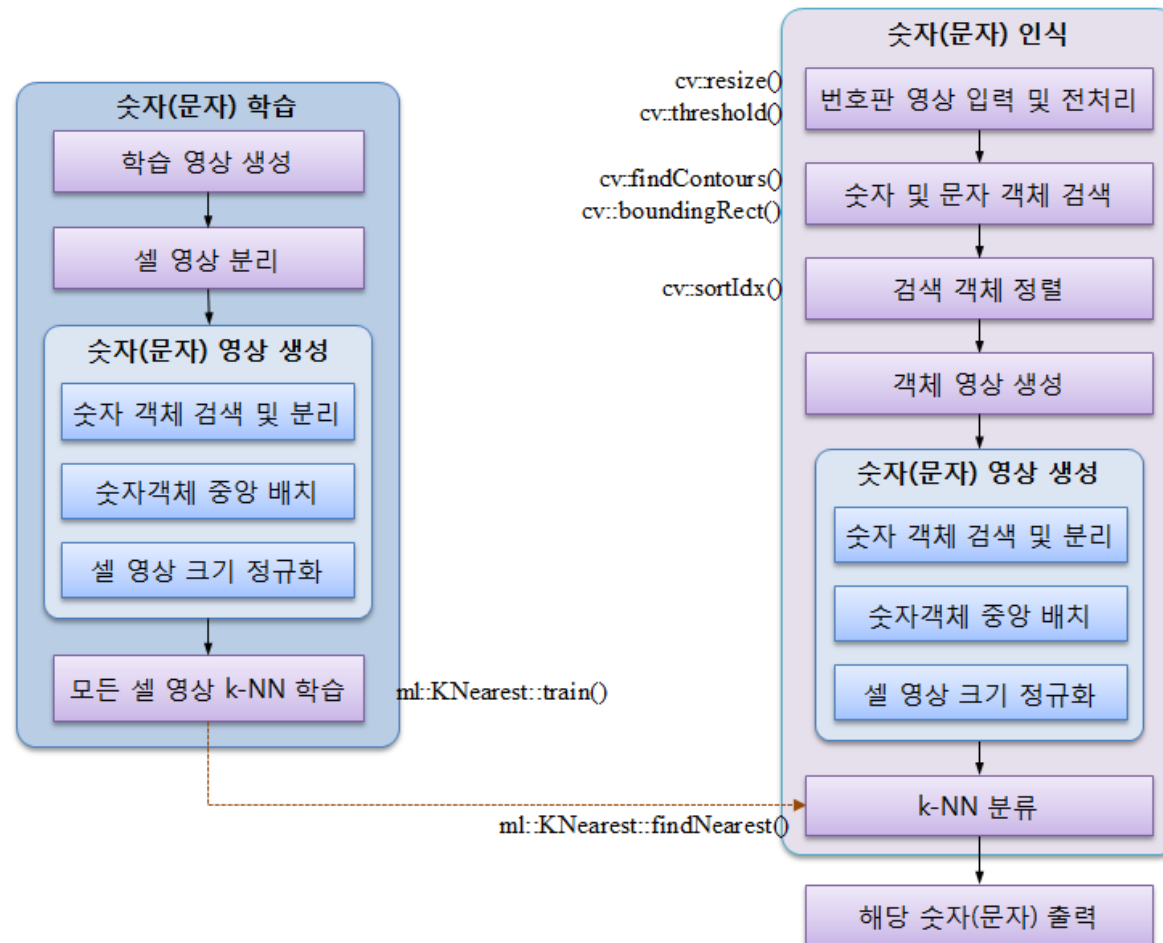 숫자(문자) 학습
학습 영상 생성
셀 영상 분리
숫자(문자) 영상 생성
숫자 객체 검색 및 분리
숫자객체 중앙 배치
셀 영상 크기 정규화
모든 셀 영상 k-NN 학습
ml::KNearest::train()
숫자(문자) 인식
cv::resize()
cv::threshold()
번호판 영상 입력 및 전처리
cv::findContours()
cv::boundingRect()
숫자 및 문자 객체 검색
cv::sortIdx()
검색 객체 정렬
객체 영상 생성
숫자(문자) 영상 생성
숫자 객체 검색 및 분리
숫자객체 중앙 배치
셀 영상 크기 정규화
ml::KNearest::findNearest()
k-NN 분류
해당 숫자(문자) 출력